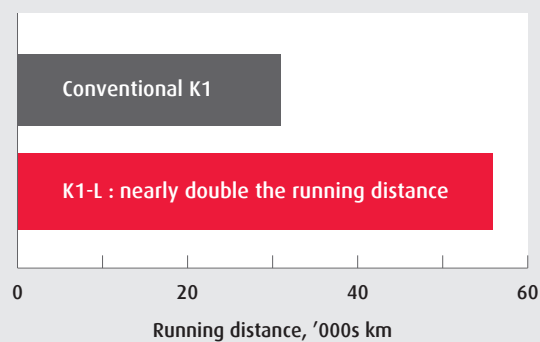 Conventional K1
K1-L : nearly double the running distance
0 20 40 60
Running distance, ’000s km